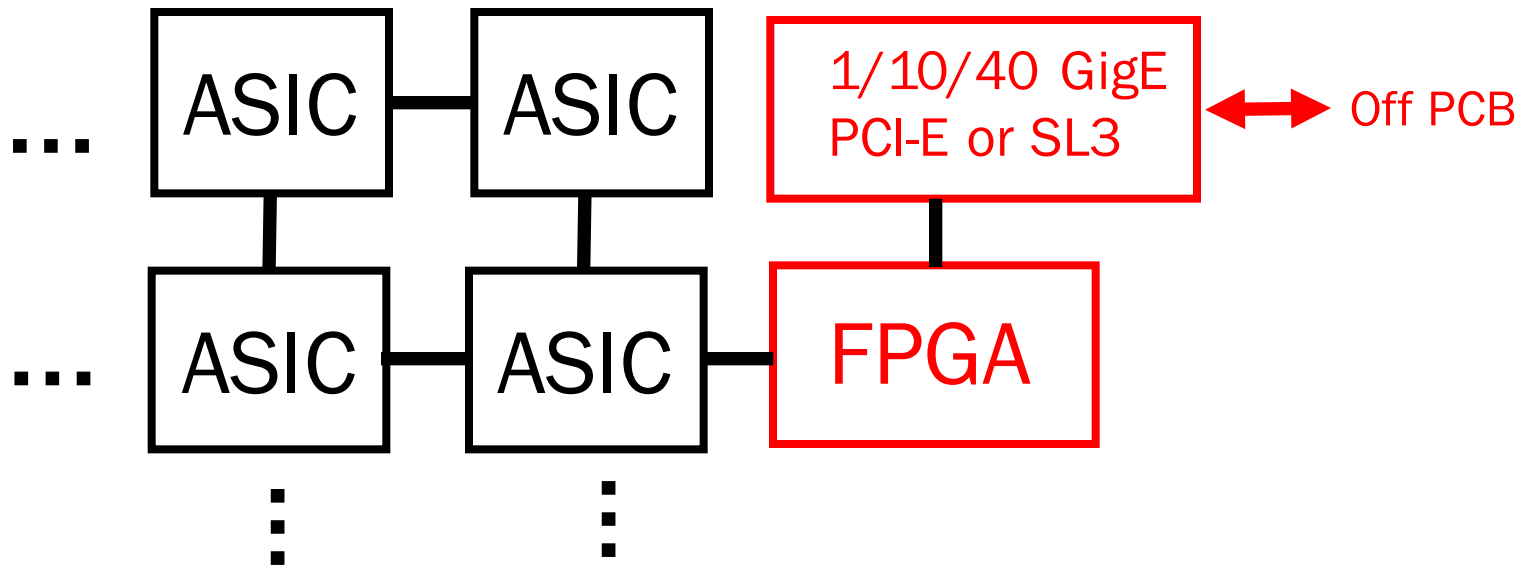 ASIC
ASIC
1/10/40 GigE
PCI-E or SL3
Off PCB
ASIC
ASIC
FPGA